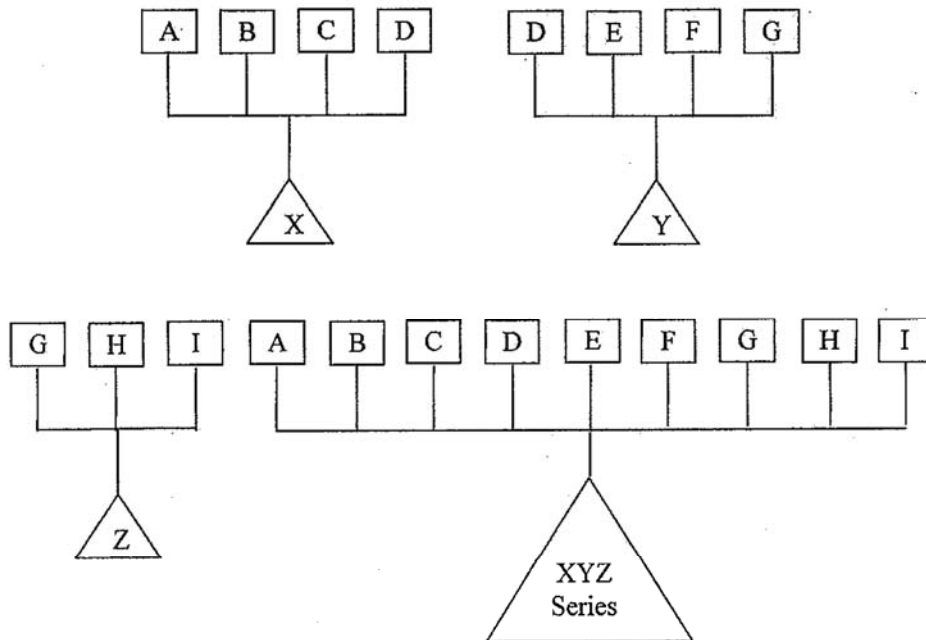 A B C D
D E F G
X
Y
G H I
A B C D E F G H I
Z
XYZ
Series